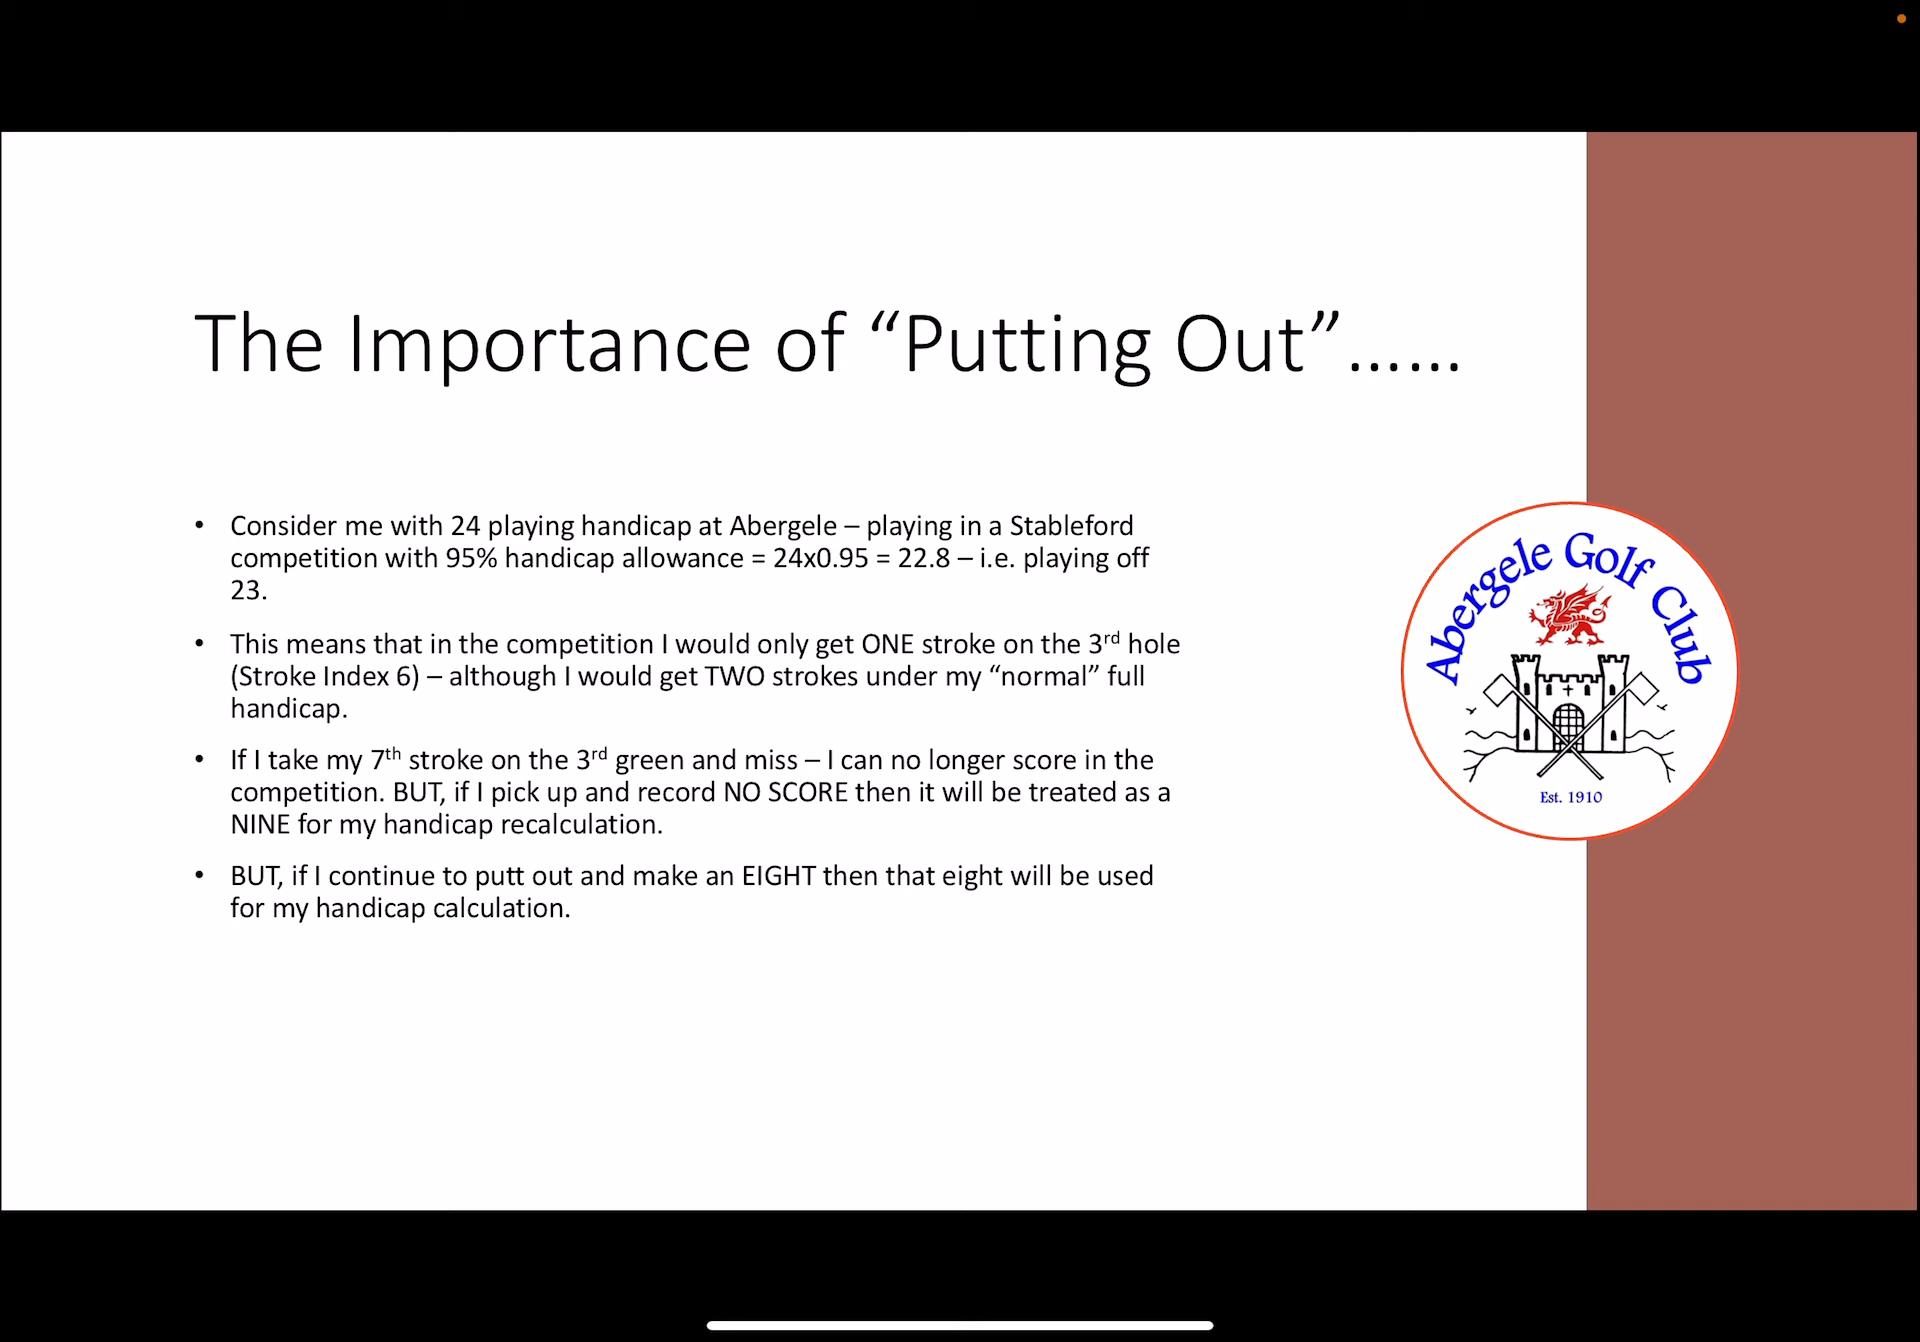 The Importance of “Putting Out”……
• Consider me with 24 playing handicap at Abergele – playing in a Stableford
competition with 95% handicap allowance = 24x0.95 = 22.8 – i.e. playing off
23.
• This means that in the competition I would only get ONE stroke on the 3rd hole
(Stroke Index 6) – although I would get TWO strokes under my “normal” full
handicap.
• If I take my 7th stroke on the 3rd green and miss – I can no longer score in the
competition. BUT, if I pick up and record NO SCORE then it will be treated as a
NINE for my handicap recalculation.
• BUT, if I continue to putt out and make an EIGHT then that eight will be used
for my handicap calculation.
Abergele Golf Club
Est. 1910